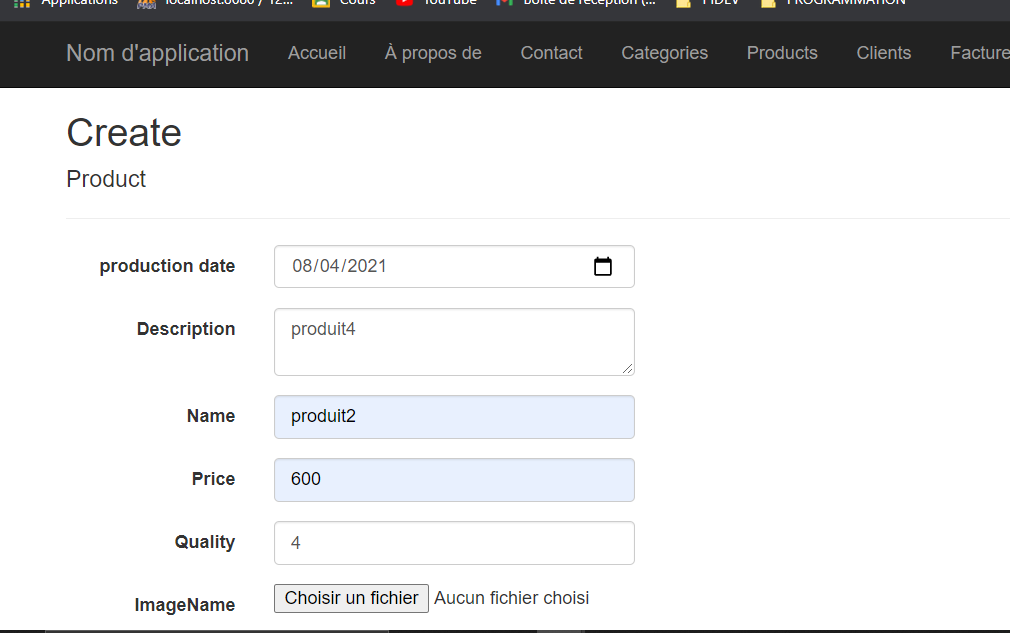 Applications localhost:8080 / 12... Cours YouTube Boîte de réception (... PIDEV PROGRAMMATION
Nom d'application Accueil À propos de Contact Categories Products Clients Facture
Create
Product
production date 08/04/2021
Description produit4
Name produit2
Price 600
Quality 4
ImageName Choisir un fichier Aucun fichier choisi